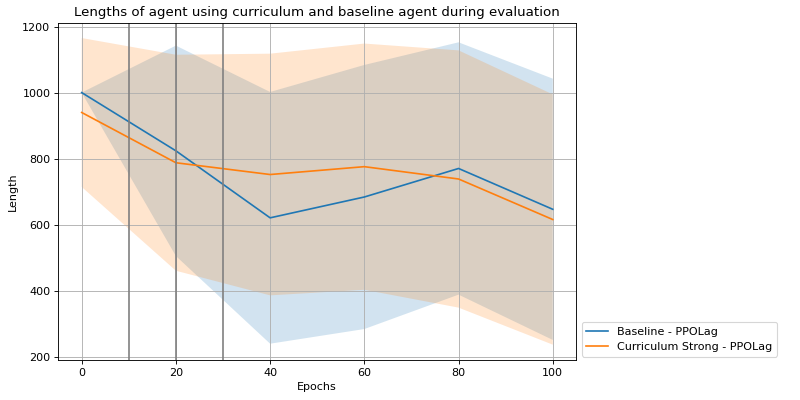 Lengths of agent using curriculum and baseline agent during evaluation
1200
1000
800
600
400
200
Length
0 20 40 60 80 100
Epochs
Baseline - PPOLag
Curriculum Strong - PPOLag